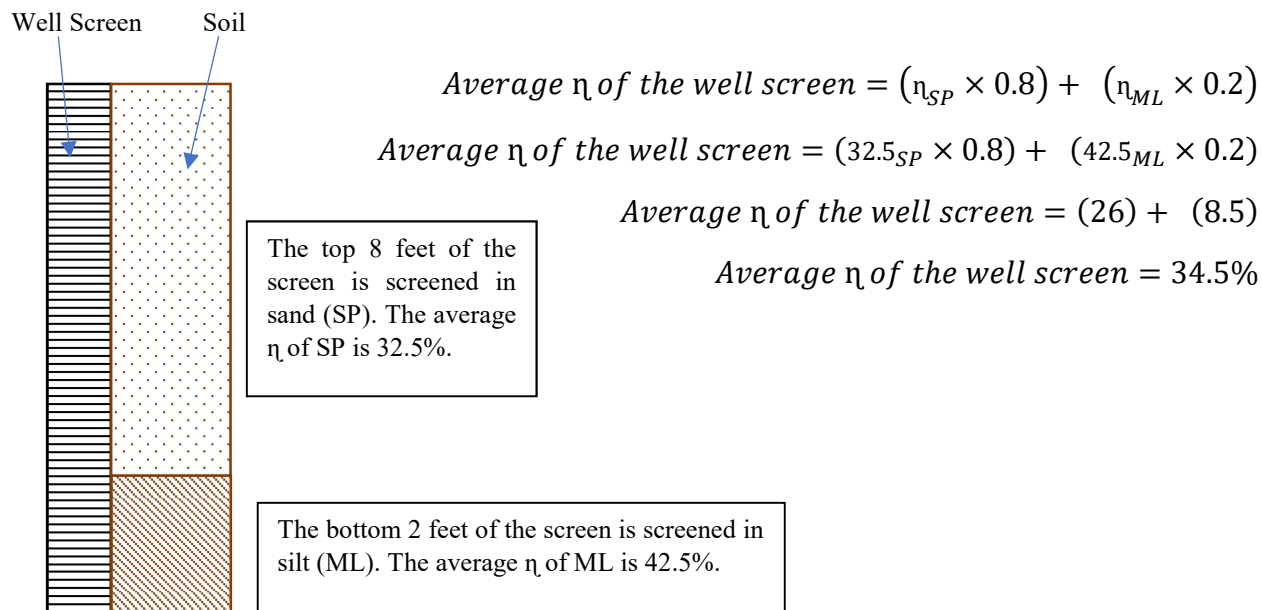 Well Screen Soil
Average ƞ of the well screen = (ƞ_SP × 0.8) + (ƞ_ML × 0.2)
Average ƞ of the well screen = (32.5_SP × 0.8) + (42.5_ML × 0.2)
Average ƞ of the well screen = (26) + (8.5)
Average ƞ of the well screen = 34.5%
The top 8 feet of the
screen is screened in
sand (SP). The average
ƞ of SP is 32.5%.
The bottom 2 feet of the screen is screened in
silt (ML). The average ƞ of ML is 42.5%.